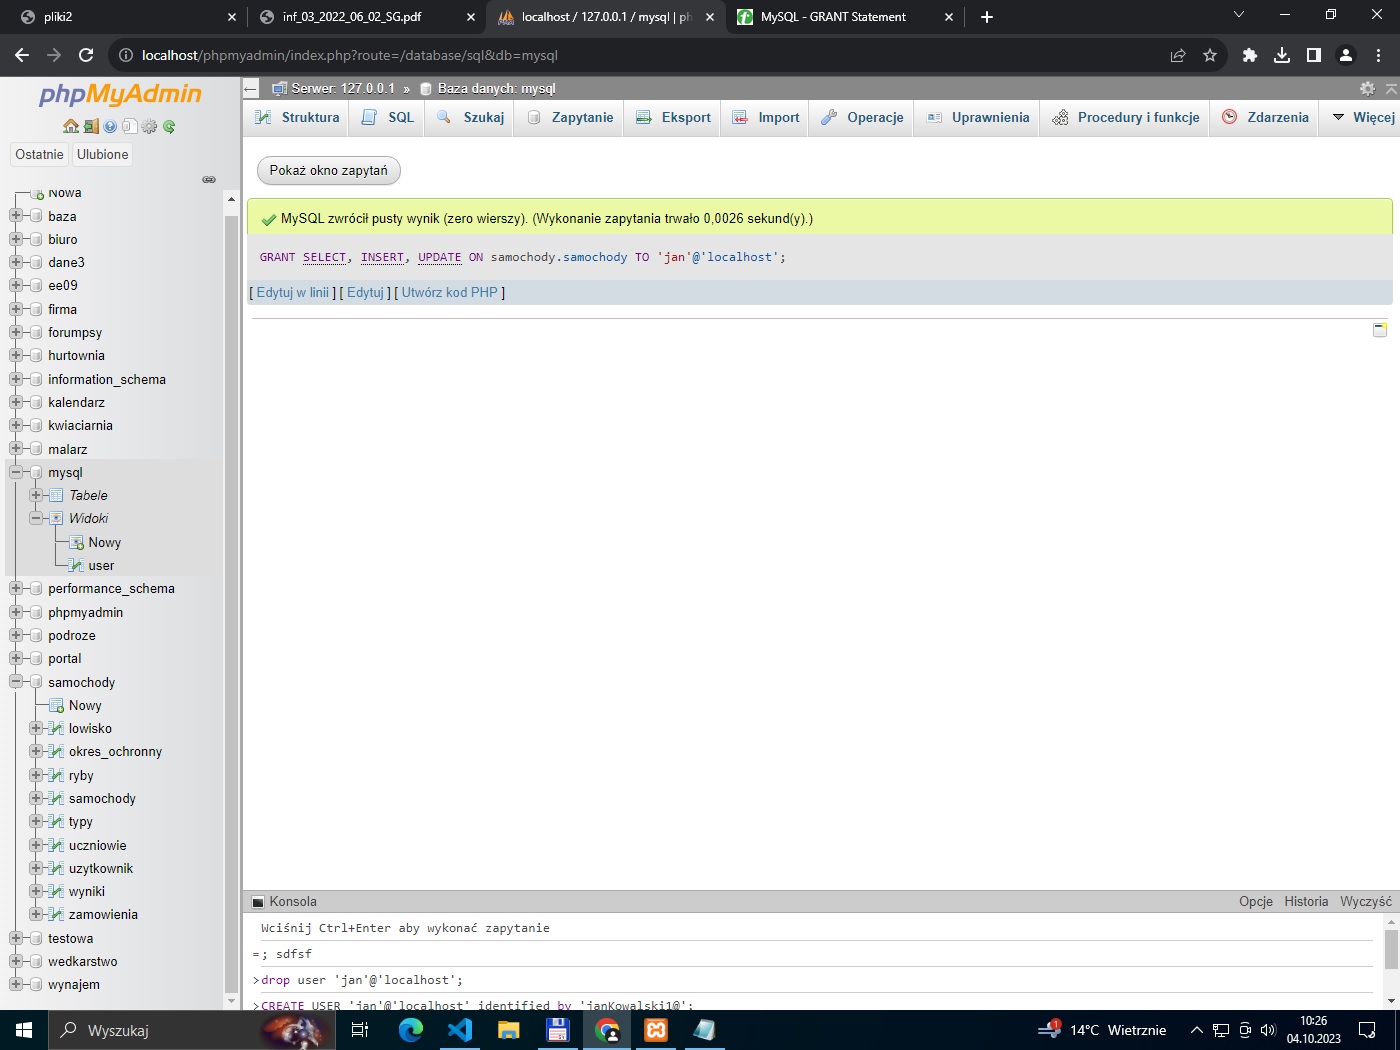 pliki2
inf_03_2022_06_02_SG.pdf
localhost / 127.0.0.1 / mysql | ph
MySQL - GRANT Statement
localhost/phpmyadmin/index.php?route=/database/sql&db=mysql
phpMyAdmin
Ostatnie
Ulubione
Nowa
baza
biuro
dane3
ee09
firma
forumpsy
hurtownia
information_schema
kalendarz
kwiaciarnia
malarz
mysql
Tabele
Widoki
Nowy
user
performance_schema
phpmyadmin
podroze
portal
samochody
Nowy
lowisko
okres_ochronny
ryby
samochody
typy
uczniowie
uzytkownik
wyniki
zamowienia
testowa
wedkarstwo
wynajem
Serwer: 127.0.0.1 » Baza danych: mysql
Struktura
SQL
Szukaj
Zapytanie
Eksport
Import
Operacje
Uprawnienia
Procedury i funkcje
Zdarzenia
Więcej
Pokaż okno zapytań
MySQL zwrócił pusty wynik (zero wierszy). (Wykonanie zapytania trwało 0,0026 sekund(y).)
GRANT SELECT, INSERT, UPDATE ON samochody.samochody TO 'jan'@'localhost';
[ Edytuj w linii ] [ Edytuj ] [ Utwórz kod PHP ]
Konsola
Opcje
Historia
Wyczyść
Wciśnij Ctrl+Enter aby wykonać zapytanie
=; sdfsf
>drop user 'jan'@'localhost';
>CREATE USER 'jan'@'localhost' identified by 'janKowalski1@';
Wyszukaj
14°C Wietrznie
10:26
04.10.2023